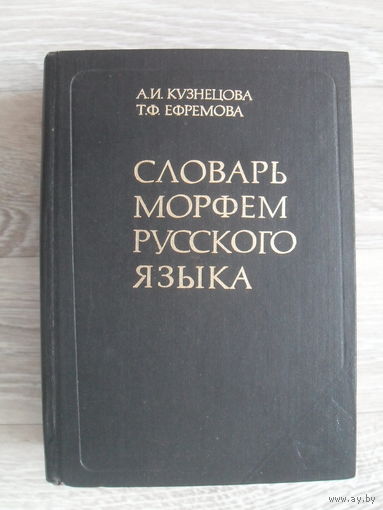 А.И. КУЗНЕЦОВА
Т.Ф. ЕФРЕМОВА
СЛОВАРЬ
МОРФЕМ
РУССКОГО
ЯЗЫКА
www.ay.by